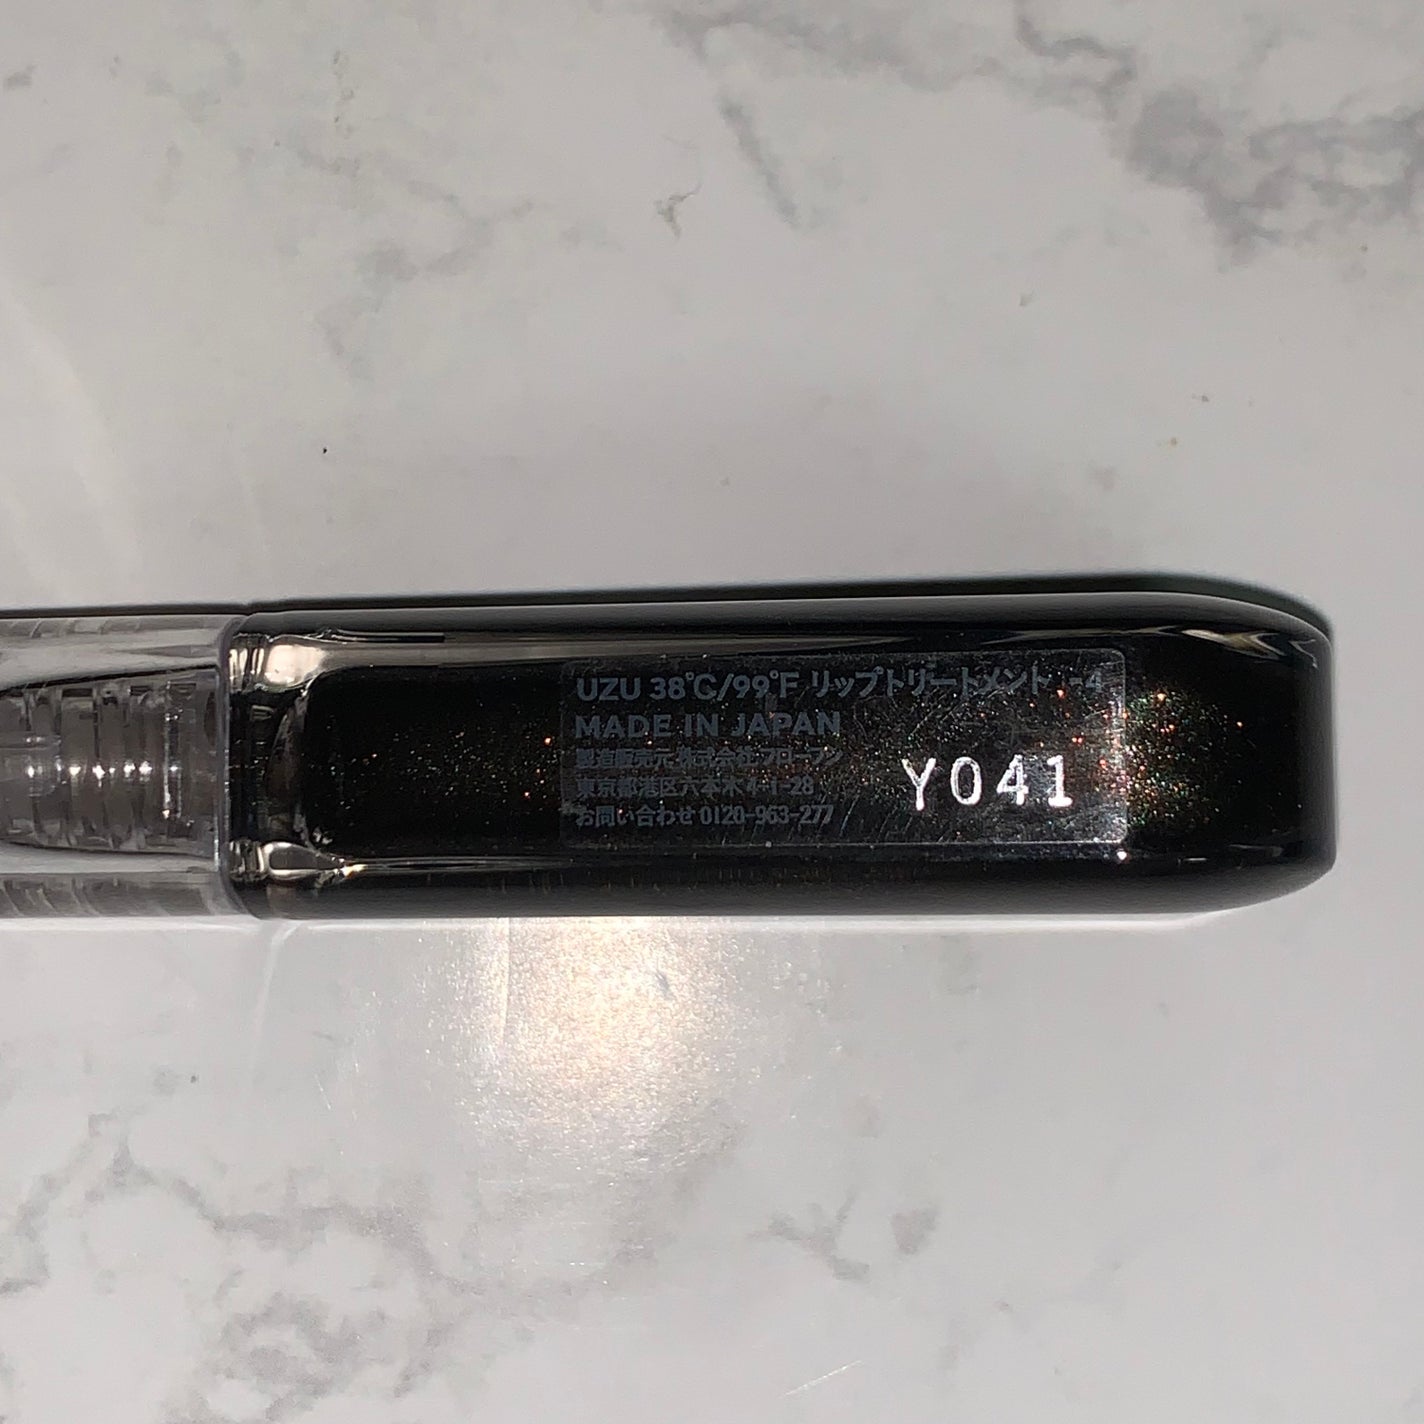 UZU 38℃/99℉ リップトリートメント -4
MADE IN JAPAN
製造販売元 株式会社フローフシ
東京都港区六本木 4-1-28
お問い合わせ 0120-963-277
Y041